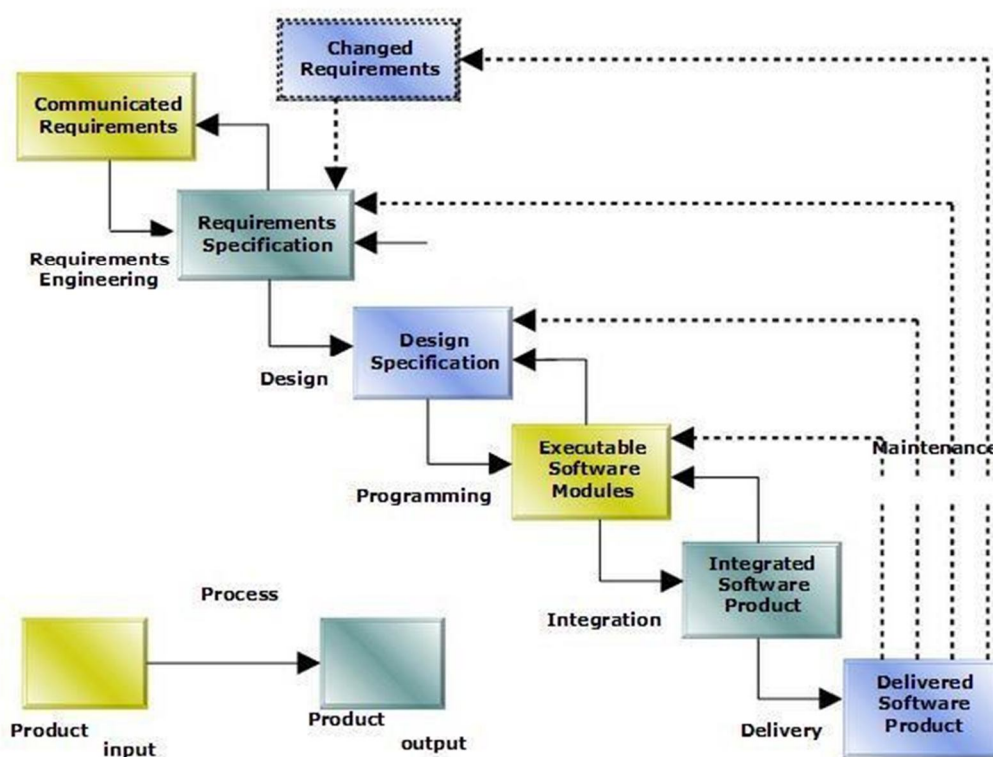 Changed
Requirements
Communicated
Requirements
Requirements
Specification
Requirements
Engineering
Design
Specification
Design
Executable
Software
Modules
Maintenance
Programming
Integrated
Software
Product
Integration
Delivered
Software
Product
Delivery
Process
Product
input
Product
output